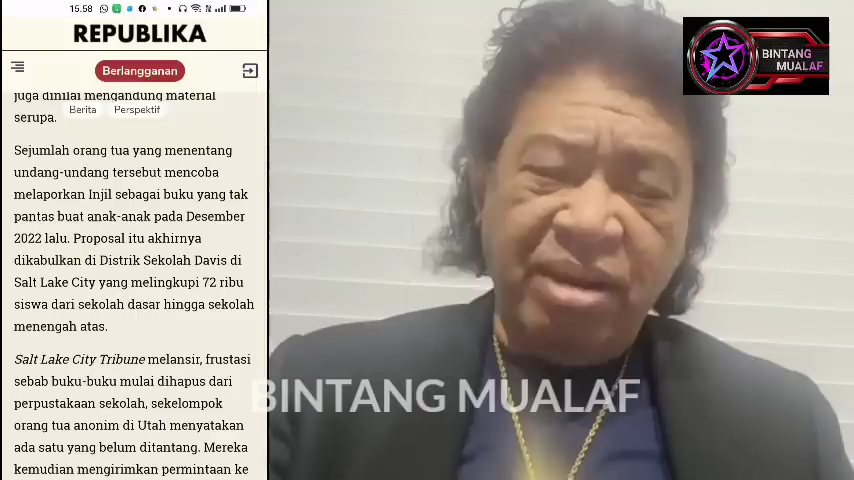 15.58
REPUBLIKA
Berlangganan
juga dinilai mengandung material
serupa.
Berita Perspektif
Sejumlah orang tua yang menentang
undang-undang tersebut mencoba
melaporkan Injil sebagai buku yang tak
pantas buat anak-anak pada Desember
2022 lalu. Proposal itu akhirnya
dikabulkan di Distrik Sekolah Davis di
Salt Lake City yang melingkupi 72 ribu
siswa dari sekolah dasar hingga sekolah
menengah atas.
Salt Lake City Tribune melansir, frustasi
sebab buku-buku mulai dihapus dari
perpustakaan sekolah, sekelompok
orang tua anonim di Utah menyatakan
ada satu yang belum ditantang. Mereka
kemudian mengirimkan permintaan ke
BINTANG
MUALAF
BINTANG MUALAF